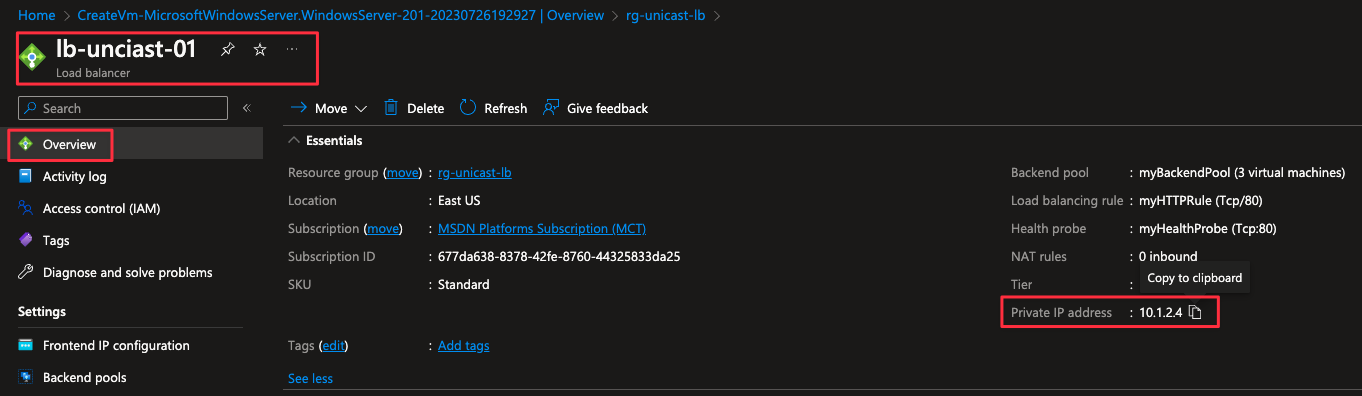 Home > CreateVm-MicrosoftWindowsServer.WindowsServer-201-20230726192927 | Overview > rg-unicast-lb >
lb-unciast-01 ...
Load balancer
Search «
Move Delete Refresh Give feedback
Overview
Activity log
Access control (IAM)
Tags
Diagnose and solve problems
Settings
Frontend IP configuration
Backend pools
Essentials
Resource group (move) : rg-unicast-lb
Location : East US
Subscription (move) : MSDN Platforms Subscription (MCT)
Subscription ID : 677da638-8378-42fe-8760-44325833da25
SKU : Standard
Backend pool : myBackendPool (3 virtual machines)
Load balancing rule : myHTTPRule (Tcp/80)
Health probe : myHealthProbe (Tcp:80)
NAT rules : 0 inbound
Copy to clipboard
Tier :
Private IP address : 10.1.2.4
Tags (edit) : Add tags
See less